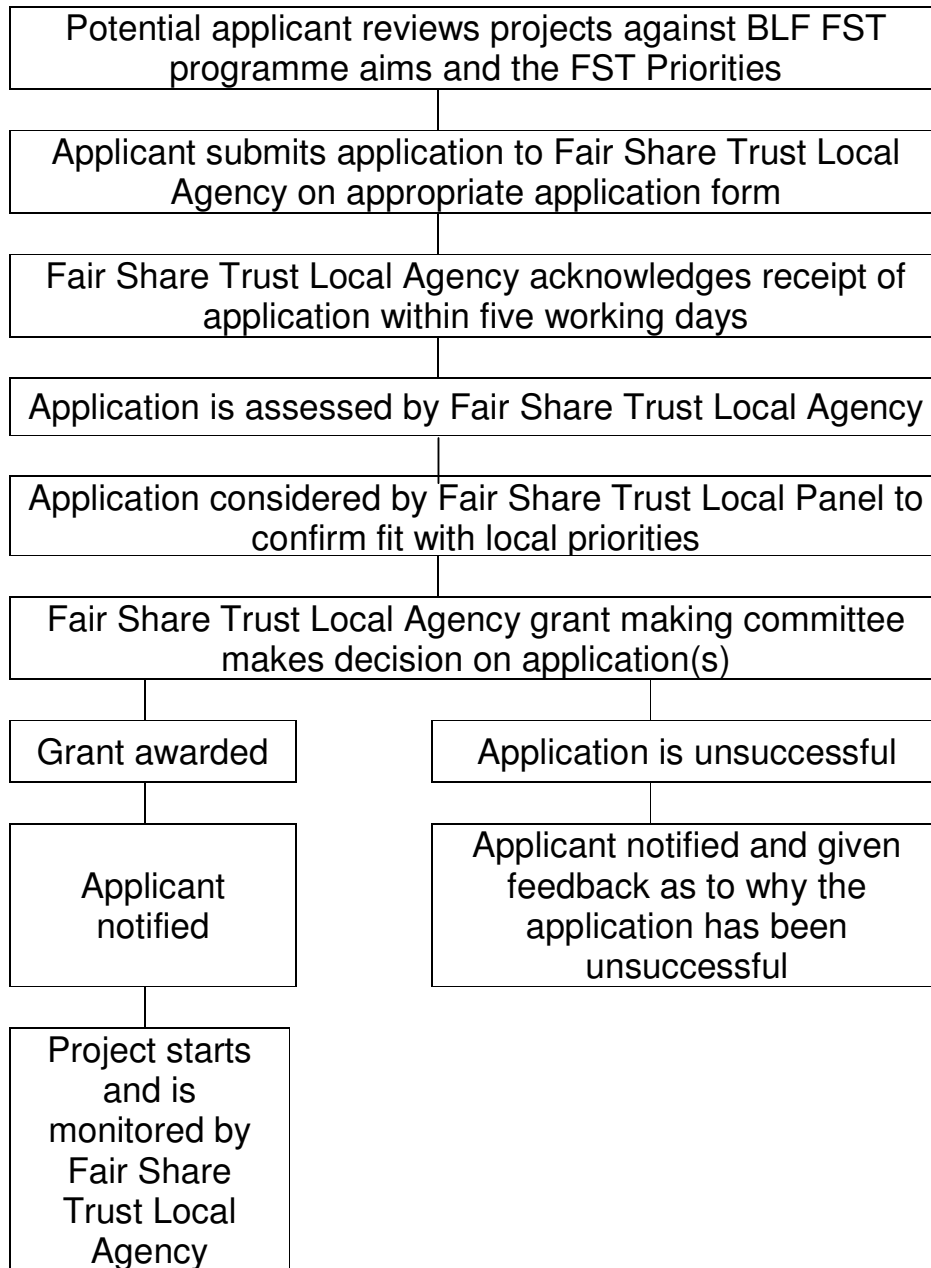 Potential applicant reviews projects against BLF FST
programme aims and the FST Priorities
Applicant submits application to Fair Share Trust Local
Agency on appropriate application form
Fair Share Trust Local Agency acknowledges receipt of
application within five working days
Application is assessed by Fair Share Trust Local Agency
Application considered by Fair Share Trust Local Panel to
confirm fit with local priorities
Fair Share Trust Local Agency grant making committee
makes decision on application(s)
Grant awarded
Application is unsuccessful
Applicant
notified
Applicant notified and given
feedback as to why the
application has been
unsuccessful
Project starts
and is
monitored by
Fair Share
Trust Local
Agency